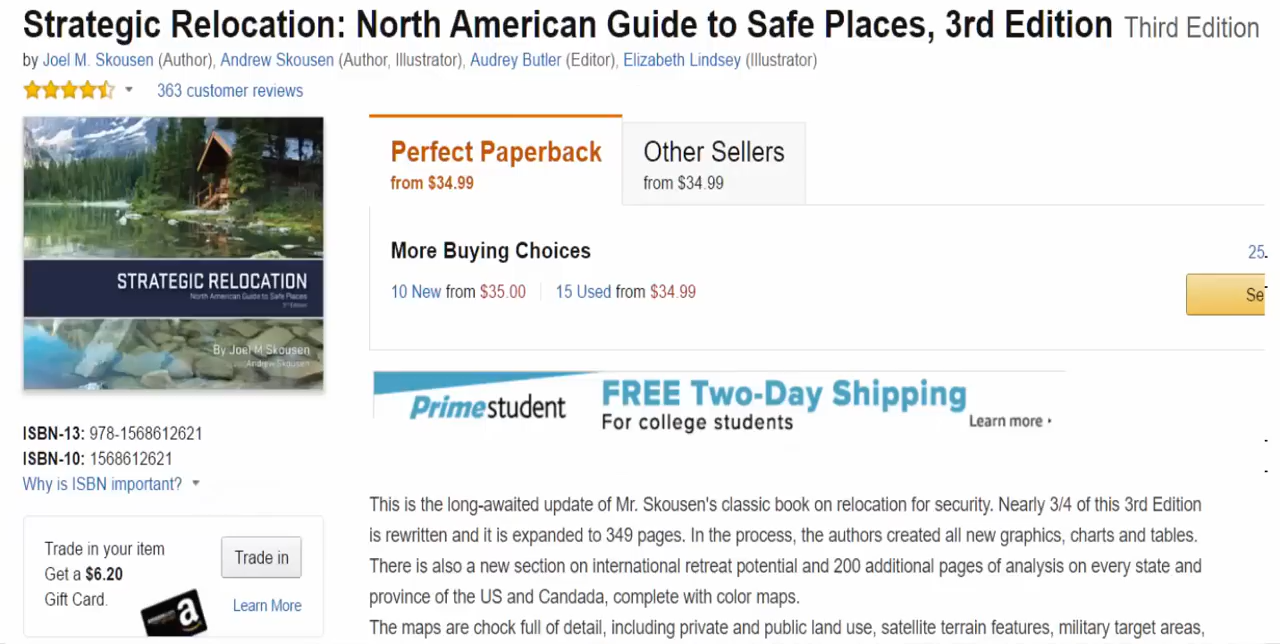 Strategic Relocation: North American Guide to Safe Places, 3rd Edition Third Edition
by Joel M. Skousen (Author), Andrew Skousen (Author, Illustrator), Audrey Butler (Editor), Elizabeth Lindsey (Illustrator)
363 customer reviews
STRATEGIC RELOCATION
North American Guide to Safe Places
3rd Edition
By Joel M Skousen
Andrew Skousen
Perfect Paperback
from $34.99
Other Sellers
from $34.99
More Buying Choices
25
10 New from $35.00 15 Used from $34.99
Se
Prime student
FREE Two-Day Shipping
For college students
Learn more
ISBN-13: 978-1568612621
ISBN-10: 1568612621
Why is ISBN important?
Trade in your item
Get a $6.20
Gift Card.
Trade in
Learn More
a
This is the long-awaited update of Mr. Skousen's classic book on relocation for security. Nearly 3/4 of this 3rd Edition
is rewritten and it is expanded to 349 pages. In the process, the authors created all new graphics, charts and tables.
There is also a new section on international retreat potential and 200 additional pages of analysis on every state and
province of the US and Candada, complete with color maps.
The maps are chock full of detail, including private and public land use, satellite terrain features, military target areas,